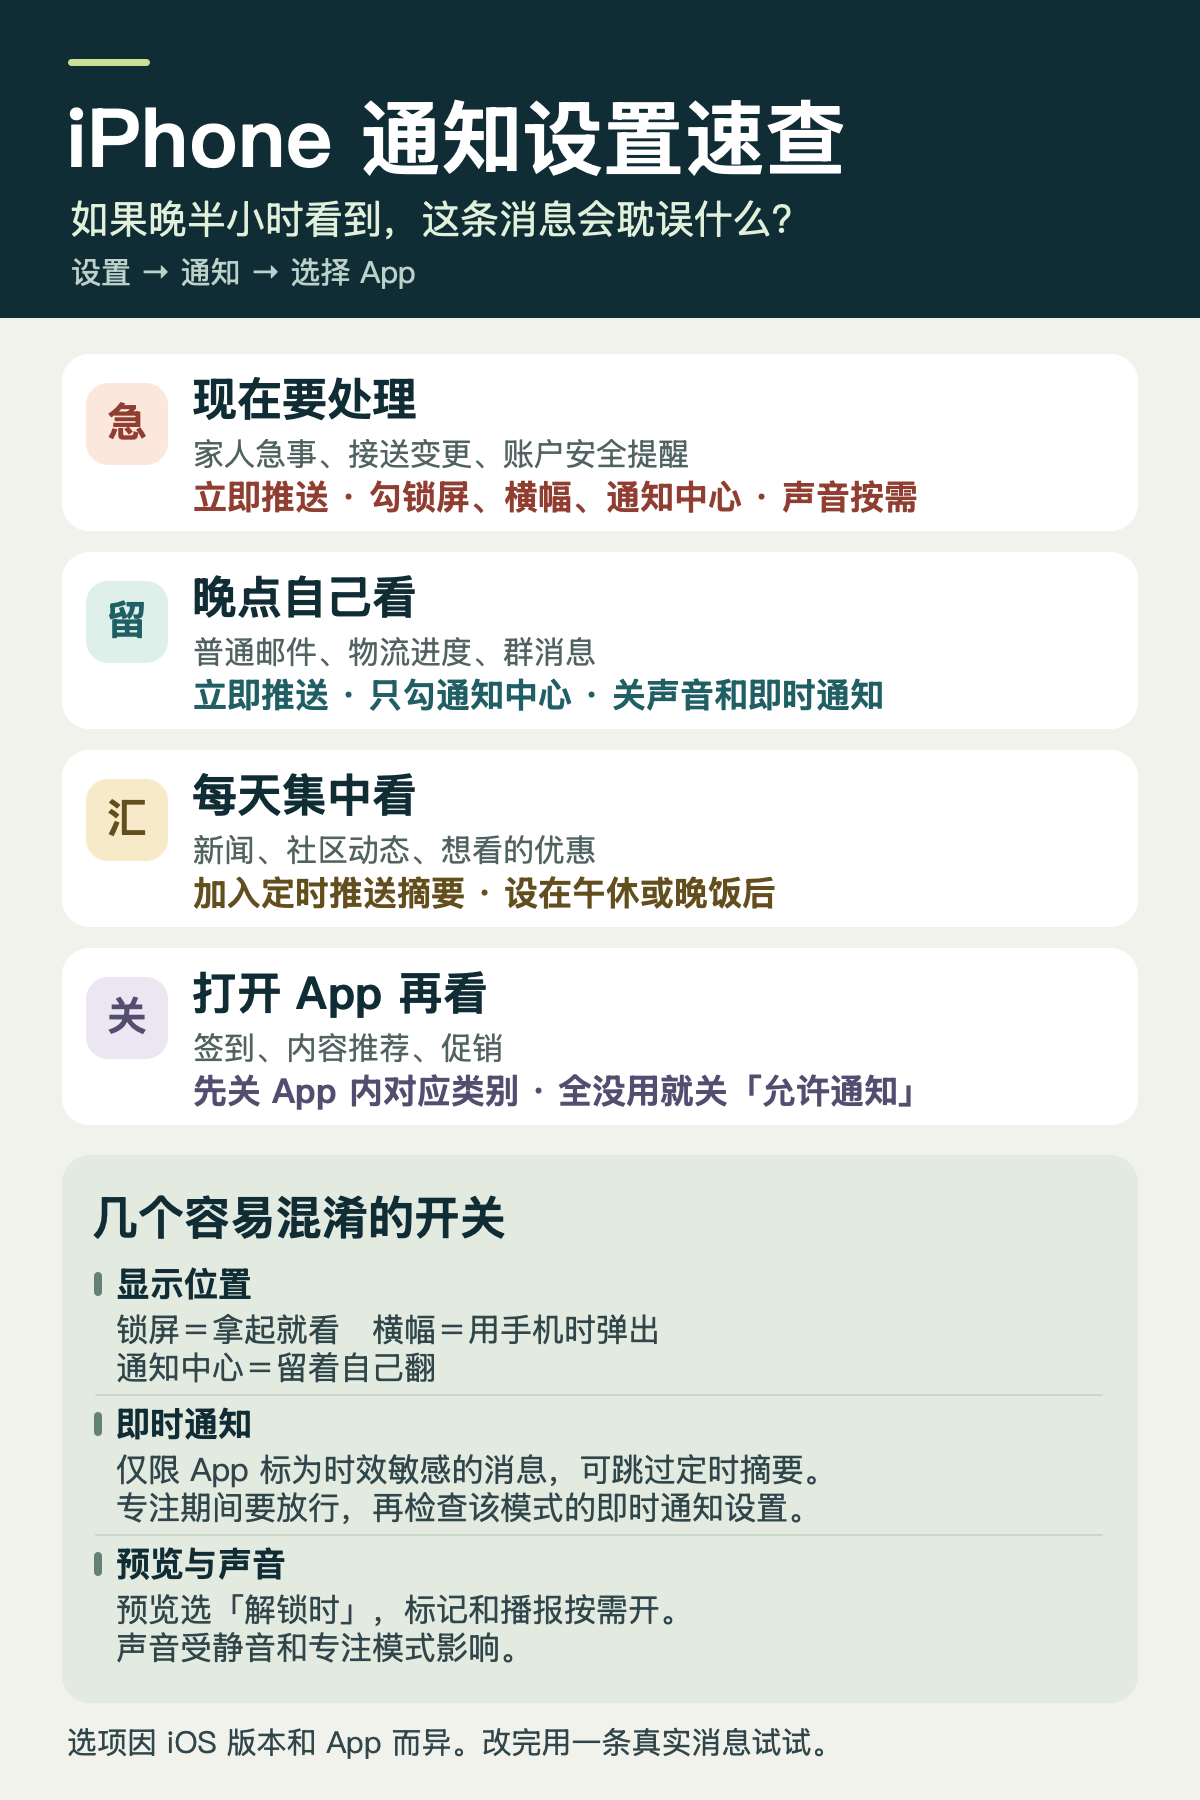 iPhone 通知设置速查
如果晚半小时看到，这条消息会耽误什么？
设置 → 通知 → 选择 App
急
现在要处理
家人急事、接送变更、账户安全提醒
立即推送 · 勾锁屏、横幅、通知中心 · 声音按需
留
晚点自己看
普通邮件、物流进度、群消息
立即推送 · 只勾通知中心 · 关声音和即时通知
汇
每天集中看
新闻、社区动态、想看的优惠
加入定时推送摘要 · 设在午休或晚饭后
关
打开 App 再看
签到、内容推荐、促销
先关 App 内对应类别 · 全没用就关「允许通知」
几个容易混淆的开关
显示位置
锁屏＝拿起就看　横幅＝用手机时弹出
通知中心＝留着自己翻
即时通知
仅限 App 标为时效敏感的消息，可跳过定时摘要。
专注期间要放行，再检查该模式的即时通知设置。
预览与声音
预览选「解锁时」，标记和播报按需开。
声音受静音和专注模式影响。
选项因 iOS 版本和 App 而异。改完用一条真实消息试试。